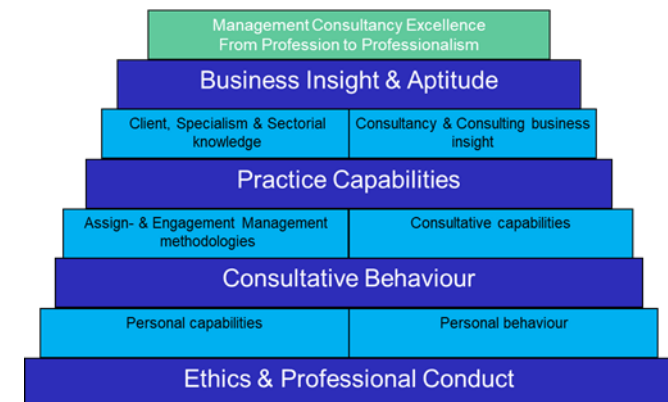 Management Consultancy Excellence
From Profession to Professionalism
Business Insight & Aptitude
Client, Specialism & Sectorial
knowledge
Consultancy & Consulting business
insight
Practice Capabilities
Assign- & Engagement Management
methodologies
Consultative capabilities
Consultative Behaviour
Personal capabilities
Personal behaviour
Ethics & Professional Conduct